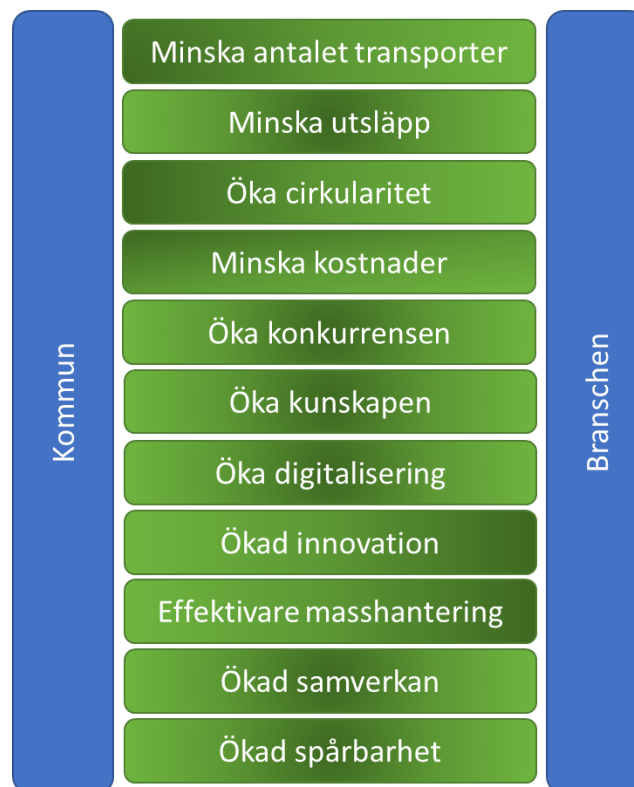 Kommun
Minska antalet transporter
Minska utsläpp
Öka cirkularitet
Minska kostnader
Öka konkurrensen
Öka kunskapen
Öka digitalisering
Ökad innovation
Effektivare masshantering
Ökad samverkan
Ökad spårbarhet
Branschen